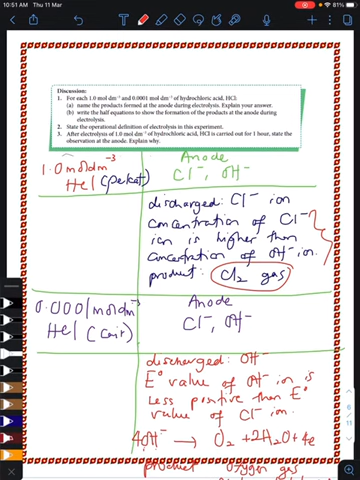 10:51 AM Thu 11 Mar
81%
Discussion:
1. For each 1.0 mol dm⁻³ and 0.0001 mol dm⁻³ of hydrochloric acid, HCl:
(a) name the products formed at the anode during electrolysis. Explain your answer.
(b) write the half equations to show the formation of the products at the anode during
electrolysis.
2. State the operational definition of electrolysis in this experiment.
3. After electrolysis of 1.0 mol dm⁻³ of hydrochloric acid, HCl is carried out for 1 hour, state the
observation at the anode. Explain why.
1.0 mol dm⁻³
HCl (pekat)
Anode
Cl⁻, OH⁻
discharged: Cl⁻ ion
concentration of Cl⁻
ion is higher than
concentration of OH⁻ ion.
product: Cl₂ gas
0.0001 mol dm⁻³
HCl (cair)
Anode
Cl⁻, OH⁻
discharged: OH⁻
E° value of OH⁻ ion is
less positive than E°
value of Cl⁻ ion.
4OH⁻ → O₂ + 2H₂O + 4e
product oxygen gas
6
11